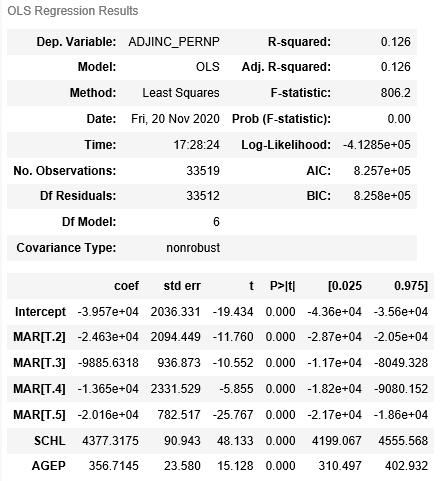 OLS Regression Results
Dep. Variable: ADJINC_PERNP R-squared: 0.126
Model: OLS Adj. R-squared: 0.126
Method: Least Squares F-statistic: 806.2
Date: Fri, 20 Nov 2020 Prob (F-statistic): 0.00
Time: 17:28:24 Log-Likelihood: -4.1285e+05
No. Observations: 33519 AIC: 8.257e+05
Df Residuals: 33512 BIC: 8.258e+05
Df Model: 6
Covariance Type: nonrobust
coef std err t P>|t| [0.025 0.975]
Intercept -3.957e+04 2036.331 -19.434 0.000 -4.36e+04 -3.56e+04
MAR[T.2] -2.463e+04 2094.449 -11.760 0.000 -2.87e+04 -2.05e+04
MAR[T.3] -9885.6318 936.873 -10.552 0.000 -1.17e+04 -8049.328
MAR[T.4] -1.365e+04 2331.529 -5.855 0.000 -1.82e+04 -9080.152
MAR[T.5] -2.016e+04 782.517 -25.767 0.000 -2.17e+04 -1.86e+04
SCHL 4377.3175 90.943 48.133 0.000 4199.067 4555.568
AGEP 356.7145 23.580 15.128 0.000 310.497 402.932